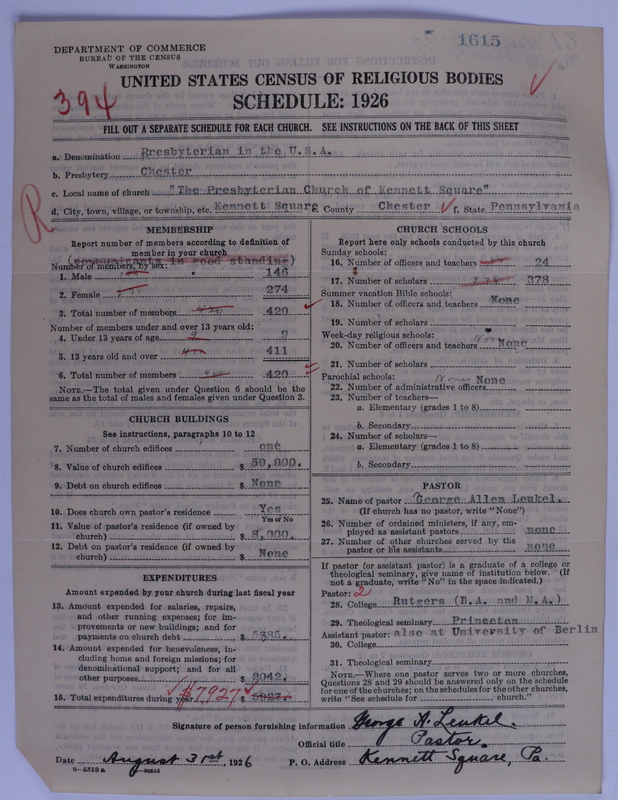 1615
DEPARTMENT OF COMMERCE
BUREAU OF THE CENSUS
WASHINGTON
UNITED STATES CENSUS OF RELIGIOUS BODIES
394
SCHEDULE: 1926
FILL OUT A SEPARATE SCHEDULE FOR EACH CHURCH. SEE INSTRUCTIONS ON THE BACK OF THIS SHEET
a. Denomination Presbyterian in the U.S.A.
b. Presbytery Chester
c. Local name of church "The Presbyterian Church of Kennett Square"
d. City, town, village, or township, etc. Kennett Square e. County Chester f. State Pennsylvania
R
MEMBERSHIP
Report number of members according to definition of
member in your church
(communicants in good standing)
Number of members, by sex:
1. Male 146
2. Female 274
3. Total number of members 420
Number of members under and over 13 years old:
4. Under 13 years of age 9
5. 13 years old and over 411
6. Total number of members 420
NOTE.—The total given under Question 6 should be the
same as the total of males and females given under Question 3.
CHURCH BUILDINGS
See instructions, paragraphs 10 to 12
7. Number of church edifices one
8. Value of church edifices $ 50,000.
9. Debt on church edifices $ None
10. Does church own pastor's residence Yes
Yes or No
11. Value of pastor's residence (if owned by
church) $ 8,000.
12. Debt on pastor's residence (if owned by
church) $ None
EXPENDITURES
Amount expended by your church during last fiscal year
13. Amount expended for salaries, repairs,
and other running expenses; for im-
provements or new buildings; and for
payments on church debt $ 5885.
14. Amount expended for benevolences, in-
cluding home and foreign missions; for
denominational support; and for all
other purposes $ 2042.
15. Total expenditures during year $7927 $
CHURCH SCHOOLS
Report here only schools conducted by this church
Sunday schools:
16. Number of officers and teachers 24
17. Number of scholars 378
Summer vacation Bible schools:
18. Number of officers and teachers None
19. Number of scholars
Week-day religious schools:
20. Number of officers and teachers None None
21. Number of scholars
Parochial schools: None None
22. Number of administrative officers
23. Number of teachers—
a. Elementary (grades 1 to 8)
b. Secondary
24. Number of scholars—
a. Elementary (grades 1 to 8)
b. Secondary
PASTOR
25. Name of pastor George Allen Leukel.
(If church has no pastor, write "None")
26. Number of ordained ministers, if any, em-
ployed as assistant pastors none
27. Number of other churches served by the
pastor or his assistants none
If pastor (or assistant pastor) is a graduate of a college or
theological seminary, give name of institution below. (If
not a graduate, write "No" in the space indicated.)
Pastor: 2
28. College Rutgers (B.A. and M.A.)
29. Theological seminary Princeton
Assistant pastor: also at University of Berlin
30. College
31. Theological seminary
NOTE.—Where one pastor serves two or more churches,
Questions 28 and 29 should be answered only on the schedule
for one of the churches; on the schedules for the other churches,
write "See schedule for church."
Signature of person furnishing information George A. Leukel.
Official title Pastor.
Date August 31st, 1926 P. O. Address Kennett Square, Pa.
8—5518 a